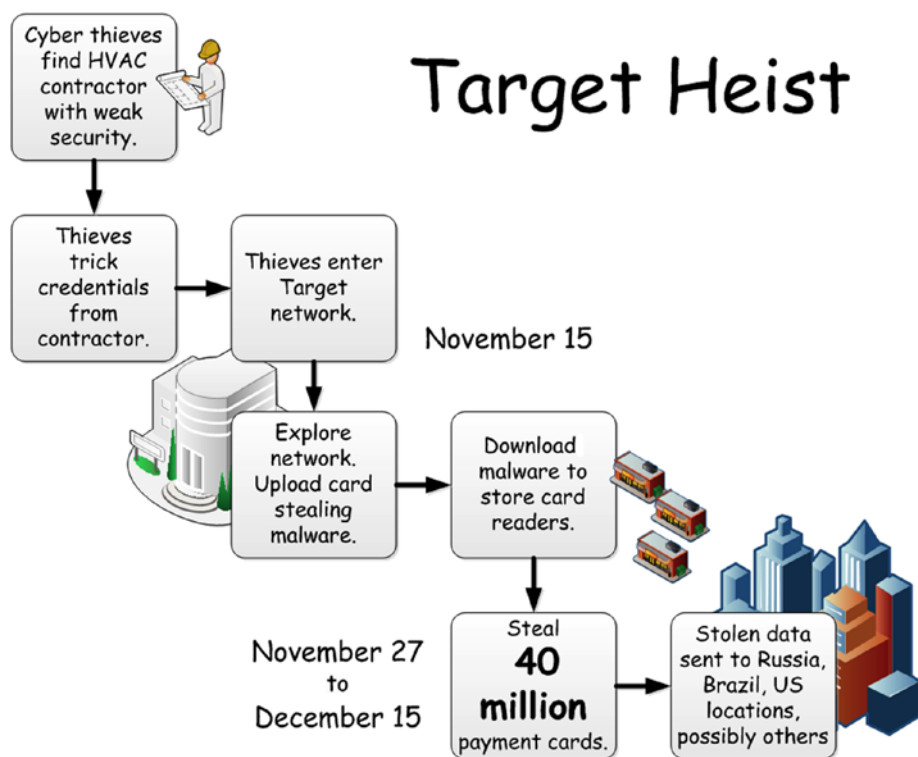 Target Heist
Cyber thieves
find HVAC
contractor
with weak
security.
Thieves
trick
credentials
from
contractor.
Thieves enter
Target
network.
November 15
Explore
network.
Upload card
stealing
malware.
Download
malware to
store card
readers.
November 27
to
December 15
Steal
40
million
payment cards.
Stolen data
sent to Russia,
Brazil, US
locations,
possibly others